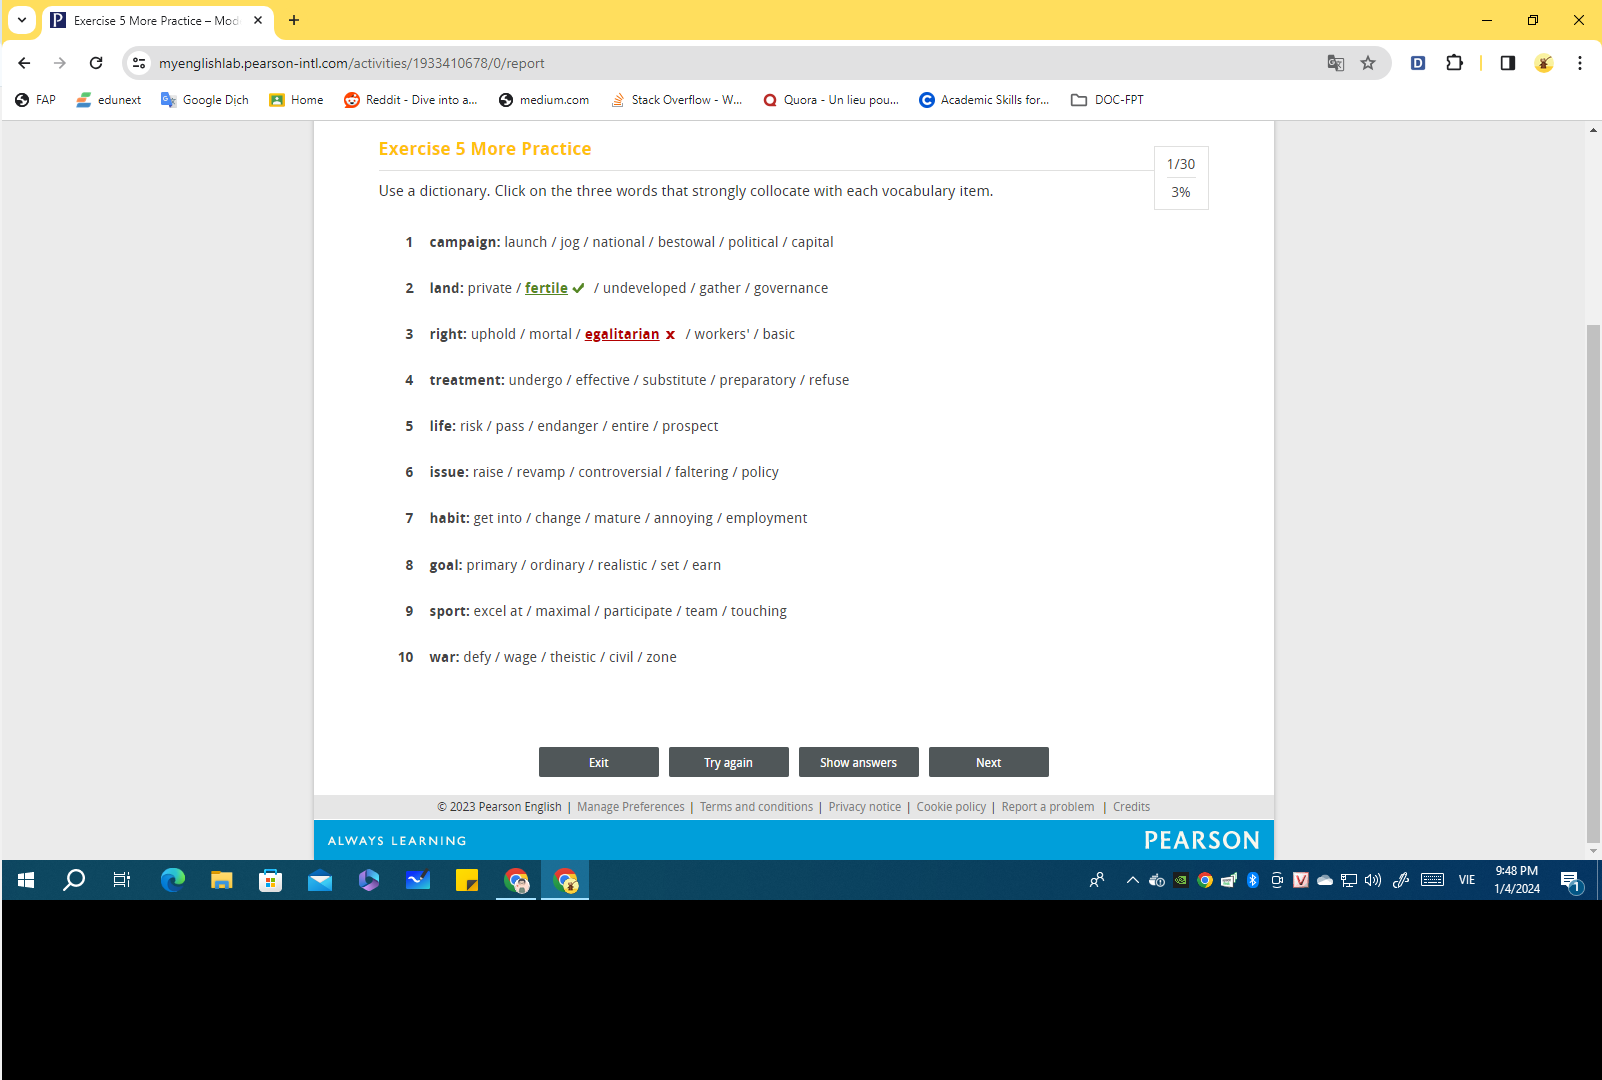 Exercise 5 More Practice – Mod
myenglishlab.pearson-intl.com/activities/1933410678/0/report
FAP edunext Google Dịch Home Reddit - Dive into a... medium.com Stack Overflow - W... Quora - Un lieu pou... Academic Skills for... DOC-FPT
Exercise 5 More Practice
1/30
3%
Use a dictionary. Click on the three words that strongly collocate with each vocabulary item.
1 campaign: launch / jog / national / bestowal / political / capital
2 land: private / fertile / undeveloped / gather / governance
3 right: uphold / mortal / egalitarian x / workers' / basic
4 treatment: undergo / effective / substitute / preparatory / refuse
5 life: risk / pass / endanger / entire / prospect
6 issue: raise / revamp / controversial / faltering / policy
7 habit: get into / change / mature / annoying / employment
8 goal: primary / ordinary / realistic / set / earn
9 sport: excel at / maximal / participate / team / touching
10 war: defy / wage / theistic / civil / zone
Exit Try again Show answers Next
© 2023 Pearson English | Manage Preferences | Terms and conditions | Privacy notice | Cookie policy | Report a problem | Credits
ALWAYS LEARNING PEARSON
VIE
9:48 PM
1/4/2024
1